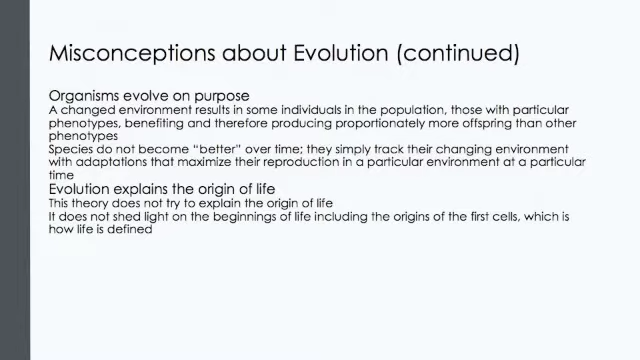 Misconceptions about Evolution (continued)
Organisms evolve on purpose
A changed environment results in some individuals in the population, those with particular
phenotypes, benefiting and therefore producing proportionately more offspring than other
phenotypes
Species do not become “better” over time; they simply track their changing environment
with adaptations that maximize their reproduction in a particular environment at a particular
time
Evolution explains the origin of life
This theory does not try to explain the origin of life
It does not shed light on the beginnings of life including the origins of the first cells, which is
how life is defined